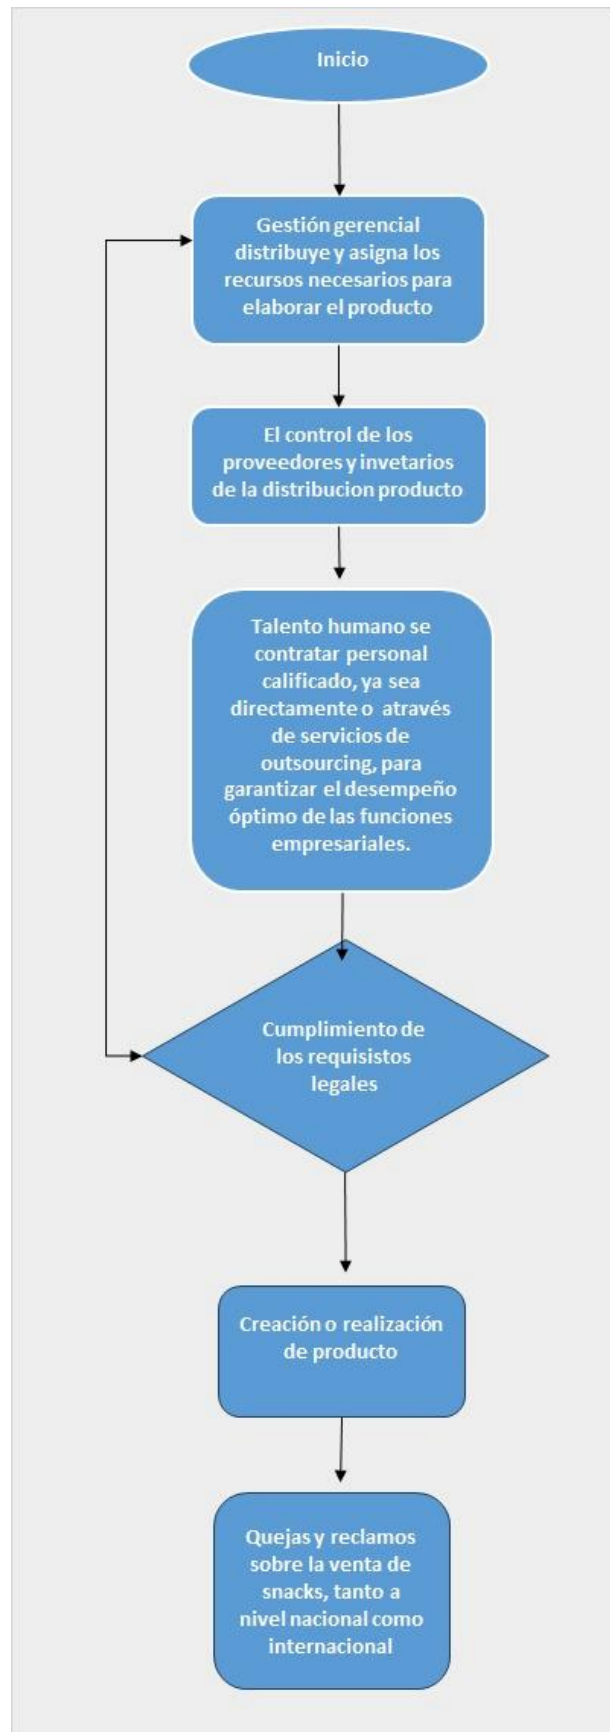 Inicio
Gestión gerencial
distribuye y asigna los
recursos necesarios para
elaborar el producto
El control de los
proveedores y invetarios
de la distribucion producto
Talento humano se
contratar personal
calificado, ya sea
directamente o através
de servicios de
outsourcing, para
garantizar el desempeño
óptimo de las funciones
empresariales.
Cumplimiento de
los requisistos
legales
Creación o realización
de producto
Quejas y reclamos
sobre la venta de
snacks, tanto a
nivel nacional como
internacional